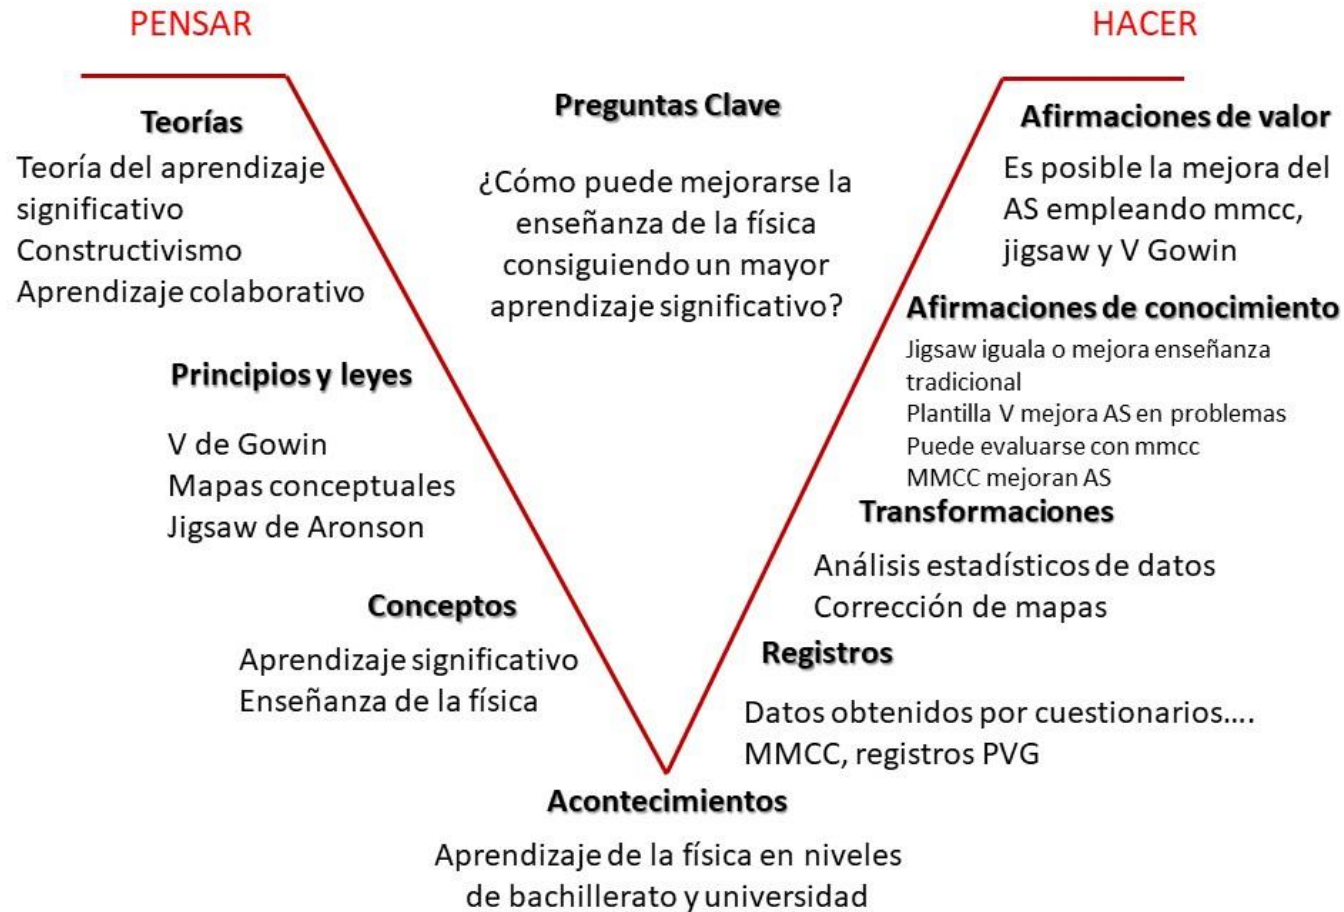 PENSAR
HACER
Teorías
Teoría del aprendizaje
significativo
Constructivismo
Aprendizaje colaborativo
Principios y leyes
V de Gowin
Mapas conceptuales
Jigsaw de Aronson
Conceptos
Aprendizaje significativo
Enseñanza de la física
Preguntas Clave
¿Cómo puede mejorarse la
enseñanza de la física
consiguiendo un mayor
aprendizaje significativo?
Afirmaciones de valor
Es posible la mejora del
AS empleando mmcc,
jigsaw y V Gowin
Afirmaciones de conocimiento
Jigsaw iguala o mejora enseñanza
tradicional
Plantilla V mejora AS en problemas
Puede evaluarse con mmcc
MMCC mejoran AS
Transformaciones
Análisis estadísticos de datos
Corrección de mapas
Registros
Datos obtenidos por cuestionarios....
MMCC, registros PVG
Acontecimientos
Aprendizaje de la física en niveles
de bachillerato y universidad